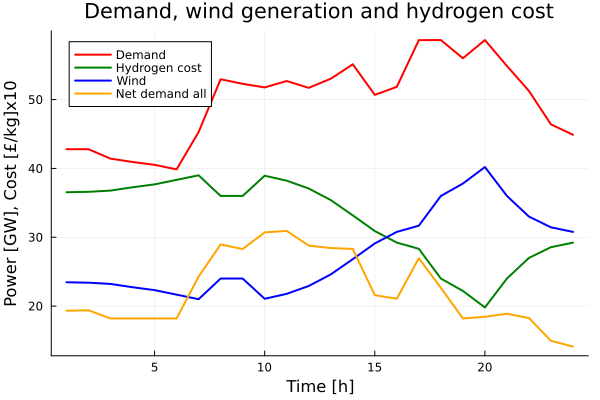 Demand, wind generation and hydrogen cost
Demand
Hydrogen cost
Wind
Net demand all
Power [GW], Cost [£/kg]x10
50
40
30
20
5
10
15
20
Time [h]